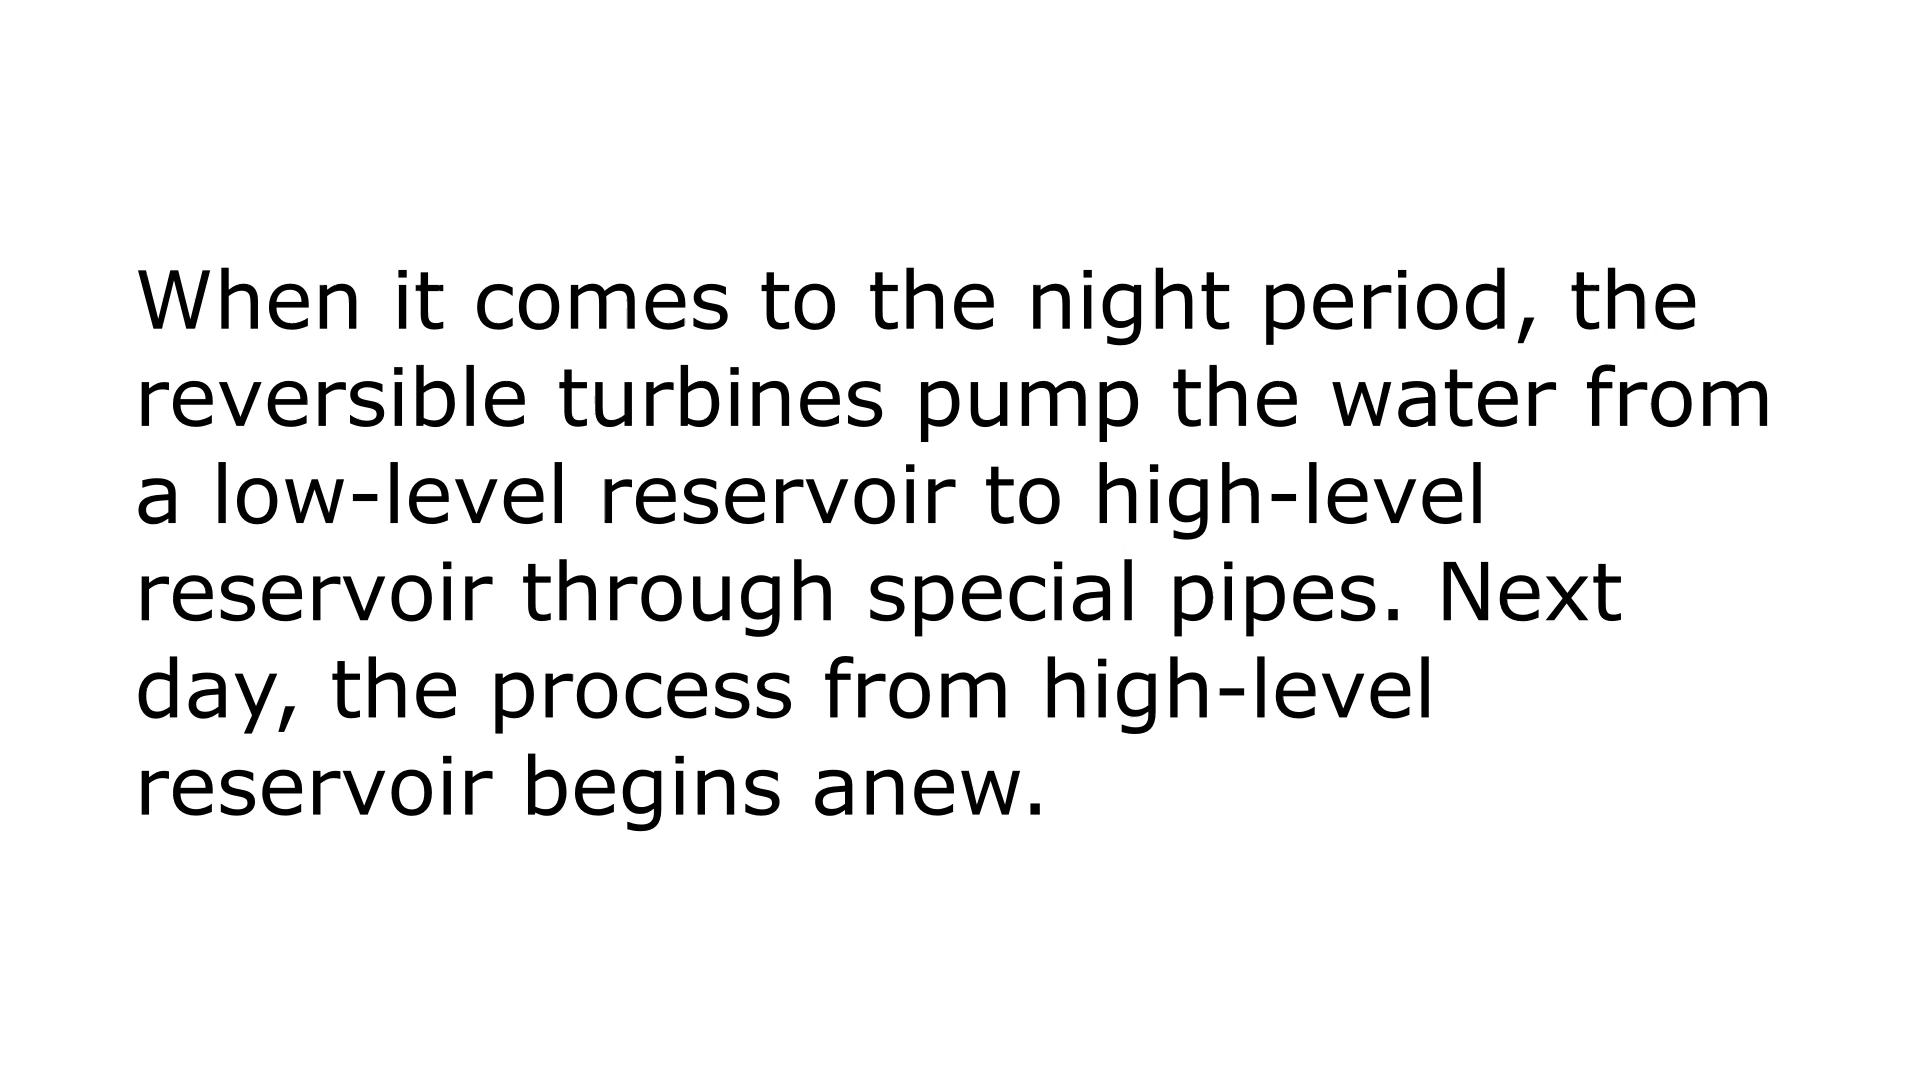 When it comes to the night period, the
reversible turbines pump the water from
a low-level reservoir to high-level
reservoir through special pipes. Next
day, the process from high-level
reservoir begins anew.